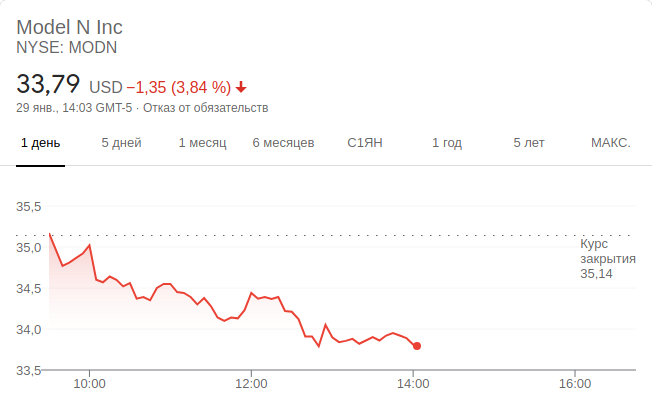 Model N Inc
NYSE: MODN
33,79 USD −1,35 (3,84 %)
29 янв., 14:03 GMT-5 · Отказ от обязательств
1 день 5 дней 1 месяц 6 месяцев С1ЯН 1 год 5 лет МАКС.
35,5
35,0
34,5
34,0
33,5
Курс
закрытия
35,14
10:00 12:00 14:00 16:00